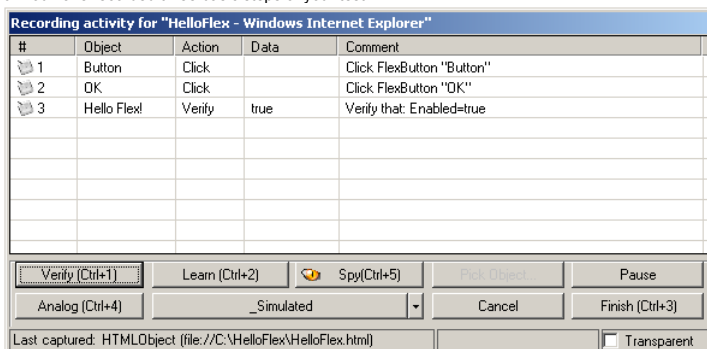 Recording activity for "HelloFlex - Windows Internet Explorer"
# Object Action Data Comment
1 Button Click Click FlexButton "Button"
2 OK Click Click FlexButton "OK"
3 Hello Flex! Verify true Verify that: Enabled=true
Verify (Ctrl+1) Learn (Ctrl+2) Spy(Ctrl+5) Pick Object... Pause
Analog (Ctrl+4) _Simulated Cancel Finish (Ctrl+3)
Last captured: HTMLObject (file://C:\HelloFlex\HelloFlex.html) Transparent